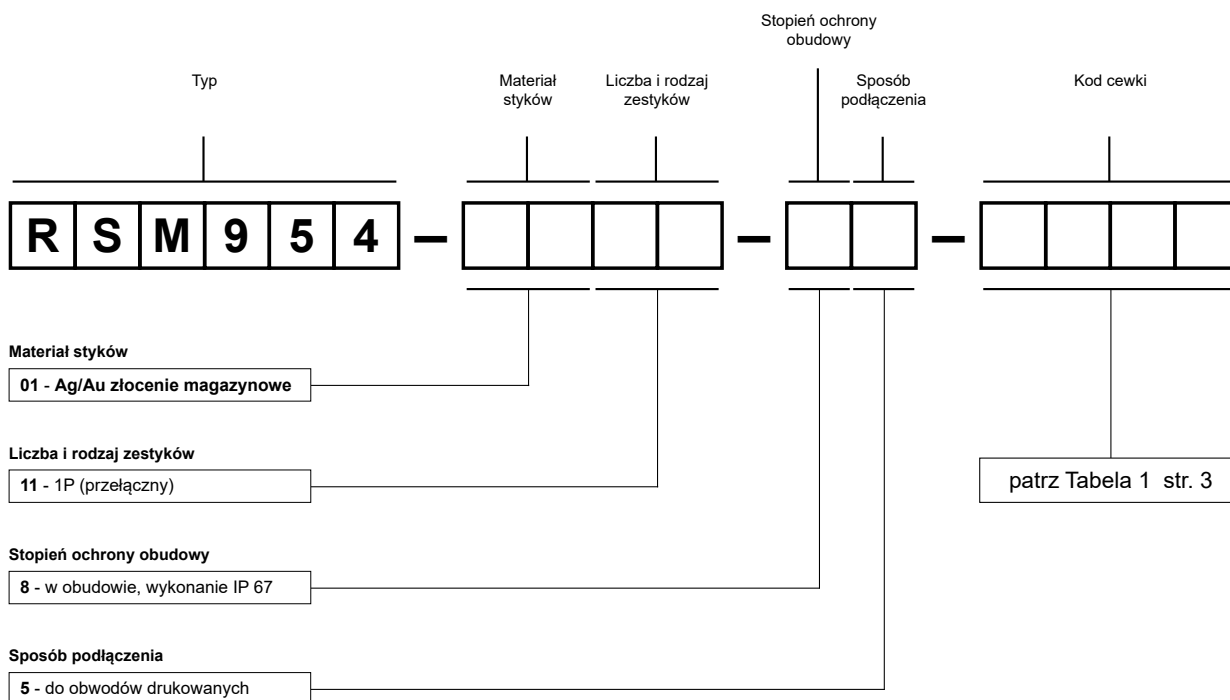 Stopień ochrony
obudowy
Typ
Materiał
styków
Liczba i rodzaj
zestyków
Sposób
podłączenia
Kod cewki
R S M 9 5 4 – –  –
Materiał styków
01 - Ag/Au złocenie magazynowe
Liczba i rodzaj zestyków
11 - 1P (przełączny)
patrz Tabela 1 str. 3
Stopień ochrony obudowy
8 - w obudowie, wykonanie IP 67
Sposób podłączenia
5 - do obwodów drukowanych